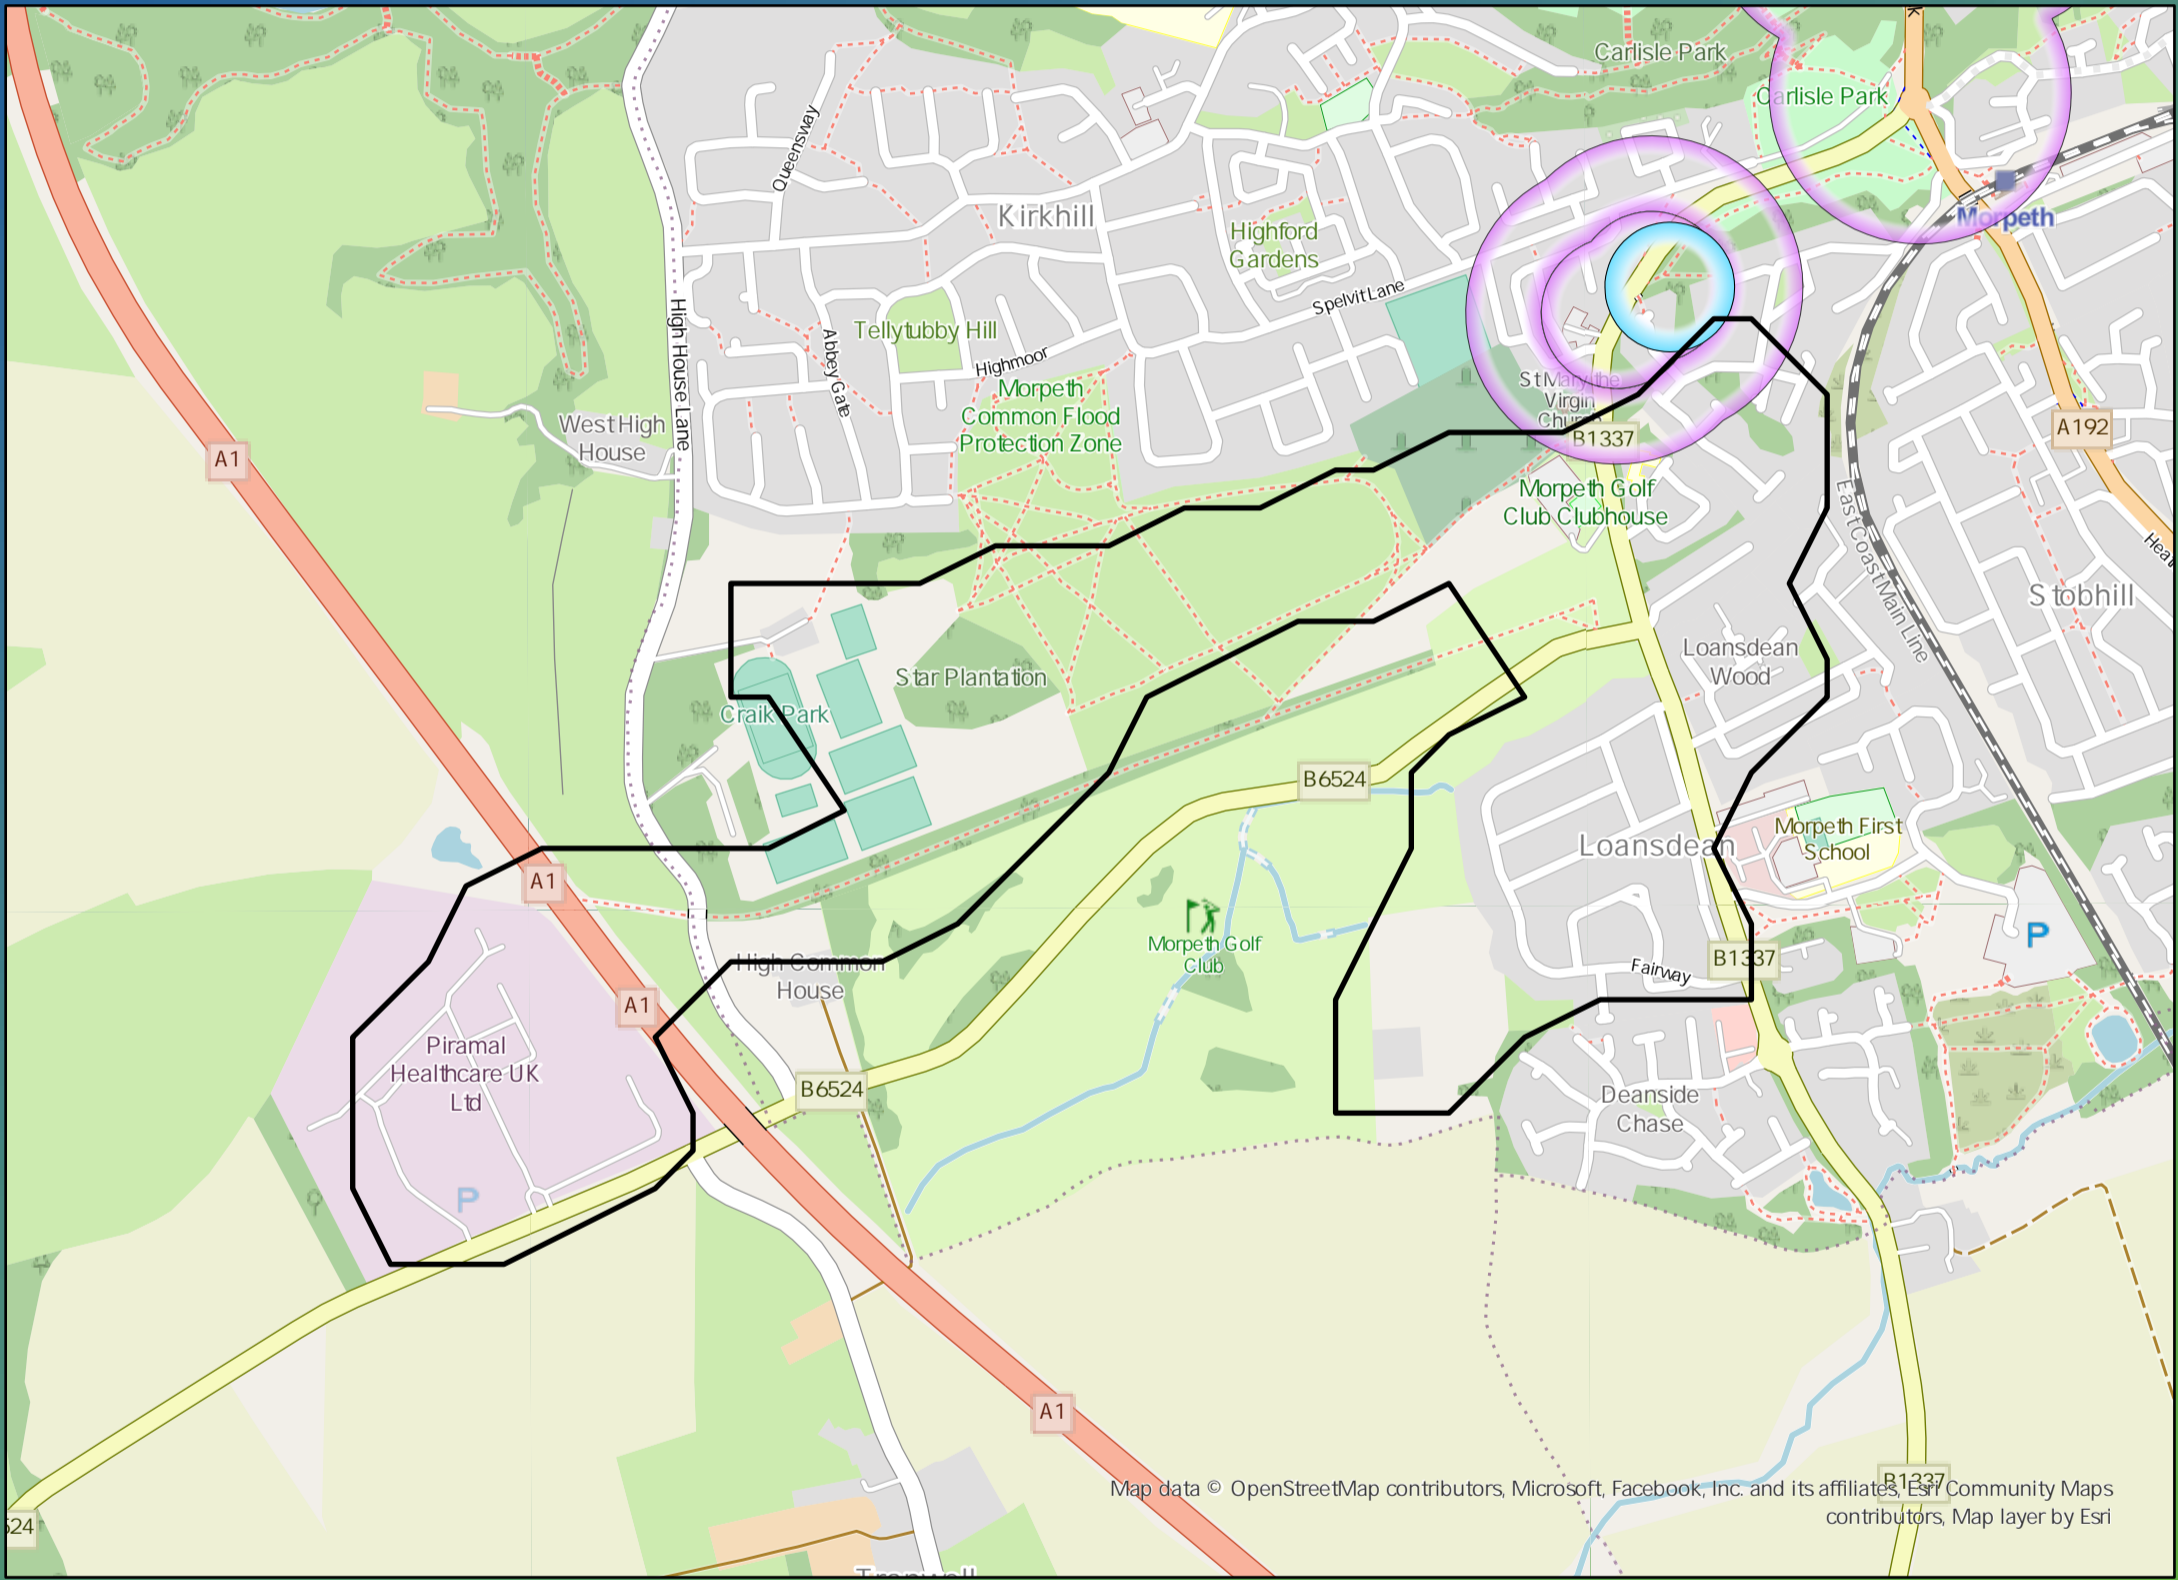 Carlisle Park
Carlisle Park
Queensway
Kirkhill
Highford
Gardens
Morpeth
Spelvit Lane
High House Lane
Tellytubby Hill
Abbey Gate
Highmoor
Morpeth
Common Flood
Protection Zone
St Mary the
Virgin
Church
West High
House
A1
B1337
A192
Morpeth Golf
Club Clubhouse
East Coast Main Line
Stobhill
Loansdean
Wood
Star Plantation
Craik Park
B6524
Morpeth First
School
Loansdean
A1
Morpeth Golf
Club
P
B1337
Fairway
High Common
House
A1
Piramal
Healthcare UK
Ltd
B6524
Deanside
Chase
P
A1
B1337
Map data © OpenStreetMap contributors, Microsoft, Facebook, Inc. and its affiliates, Esri Community Maps
contributors, Map layer by Esri
524